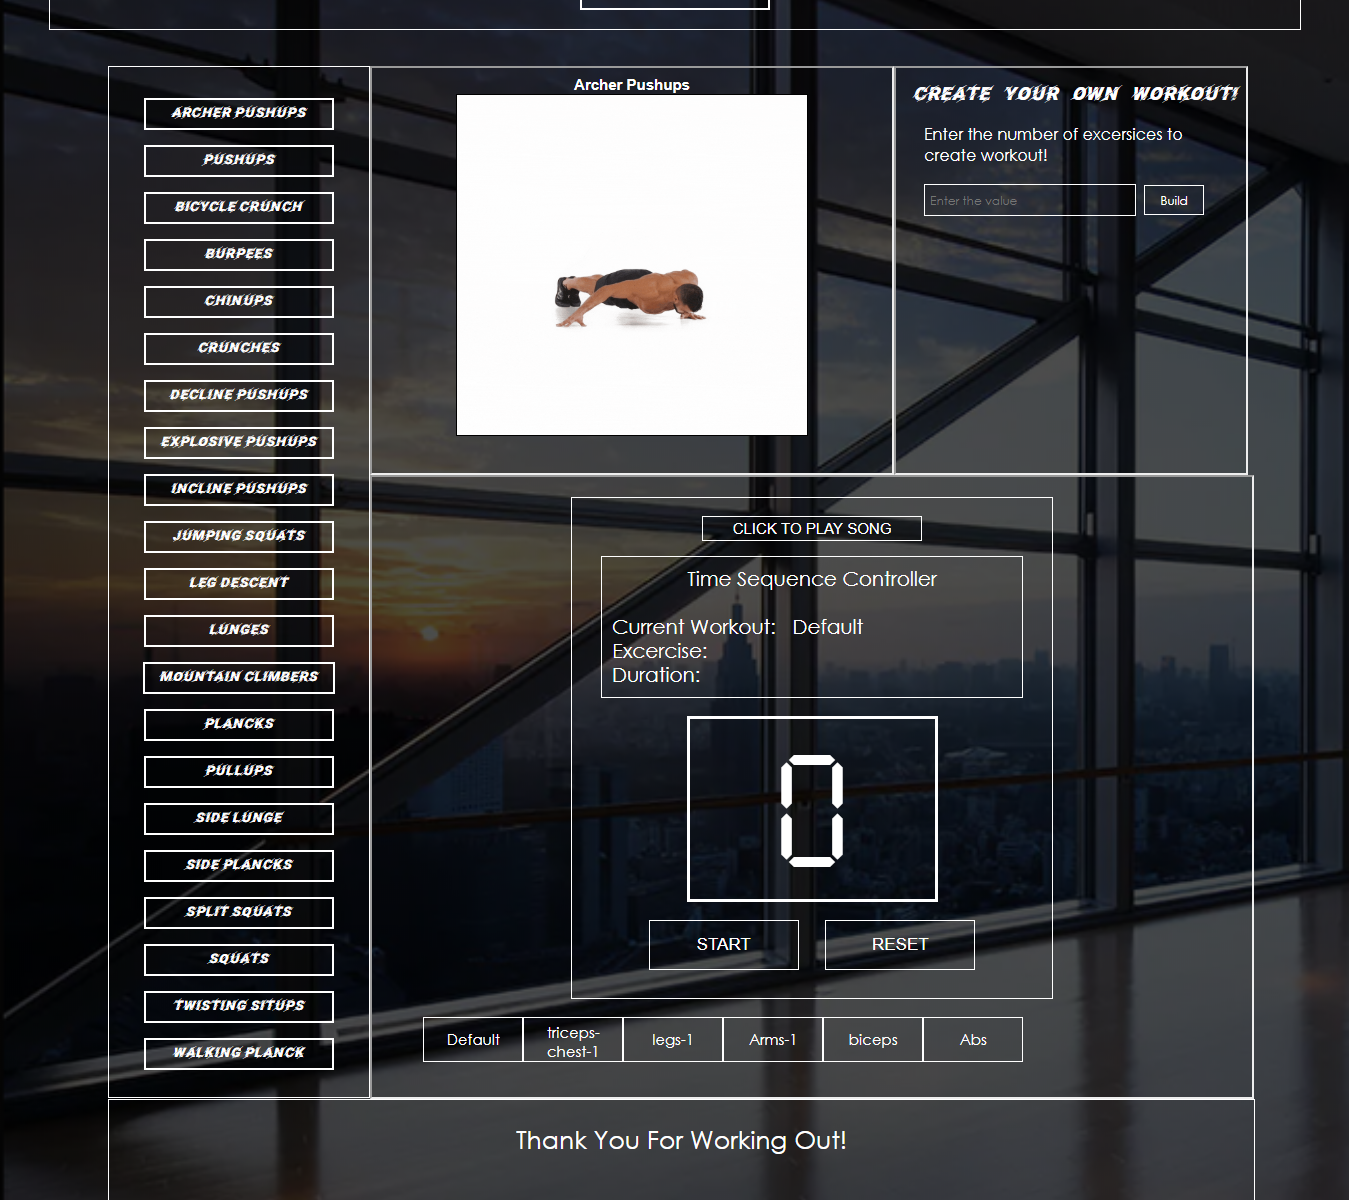 ARCHER PUSHUPS
PUSHUPS
BICYCLE CRUNCH
BURPEES
CHINUPS
CRUNCHES
DECLINE PUSHUPS
EXPLOSIVE PUSHUPS
INCLINE PUSHUPS
JUMPING SQUATS
LEG DESCENT
LUNGES
MOUNTAIN CLIMBERS
PLANCKS
PULLUPS
SIDE LUNGE
SIDE PLANCKS
SPLIT SQUATS
SQUATS
TWISTING SITUPS
WALKING PLANCK
Archer Pushups
CREATE YOUR OWN WORKOUT!
Enter the number of excersices to
create workout!
Enter the value
Build
CLICK TO PLAY SONG
Time Sequence Controller
Current Workout: Default
Excercise:
Duration:
0
START
RESET
Default
triceps-
chest-1
legs-1
Arms-1
biceps
Abs
Thank You For Working Out!